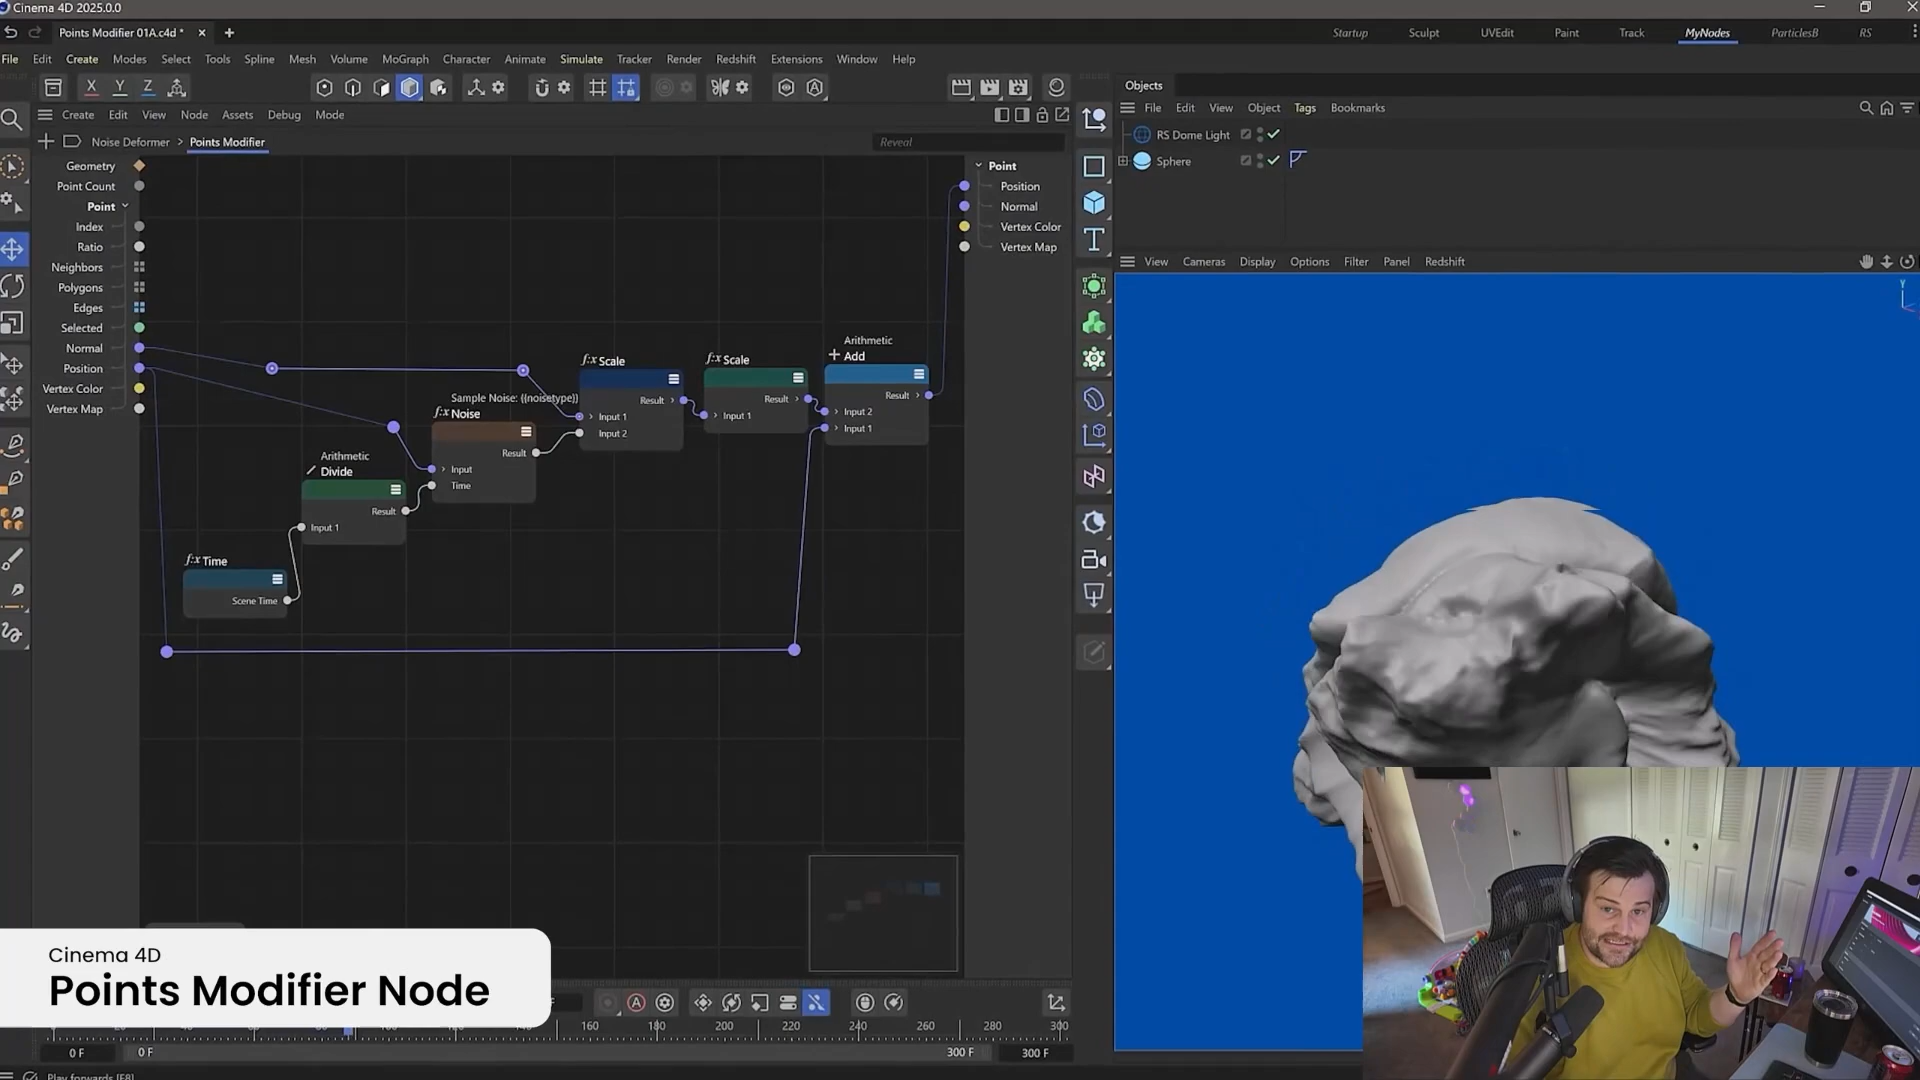 Cinema 4D 2025.0.0
Points Modifier 01A.c4d *
Startup
Sculpt
UVEdit
Paint
Track
MyNodes
ParticlesB
RS
File Edit Create Modes Select Tools Spline Mesh Volume MoGraph Character Animate Simulate Tracker Render Redshift Extensions Window Help
X Y Z
Create Edit View Node Assets Debug Mode
Noise Deformer > Points Modifier
Reveal
Geometry
Point Count
Point
Index
Ratio
Neighbors
Polygons
Edges
Selected
Normal
Position
Vertex Color
Vertex Map
Time
Scene Time
Arithmetic
Divide
Result
Input 1
Sample Noise: {{noisetype}}
Noise
Result
Input
Time
Scale
Result
Input 1
Input 2
Scale
Result
Input 1
Arithmetic
Add
Result
Input 2
Input 1
Point
Position
Normal
Vertex Color
Vertex Map
Objects
File Edit View Object Tags Bookmarks
RS Dome Light
Sphere
View Cameras Display Options Filter Panel Redshift
Y
Cinema 4D
Points Modifier Node
160 180 200 220 240 260 280 300
0 F
0 F
300 F
300 F
Play forwards [F8]